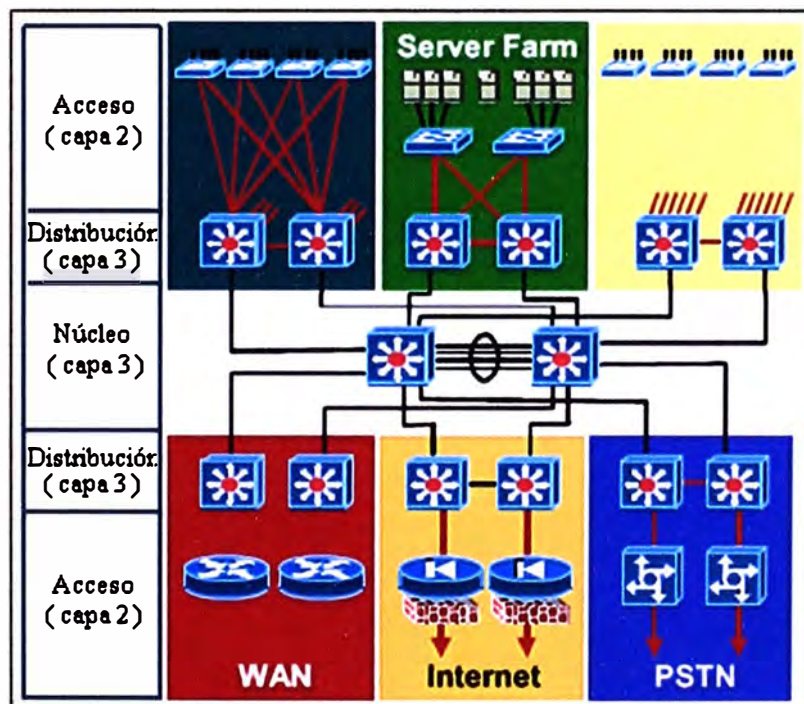 Server Farm
Acceso
( capa 2 )
Distribución.
( capa 3 )
Núcleo
( capa 3 )
Distribución.
( capa 3 )
Acceso
( capa 2 )
WAN
Internet
PSTN